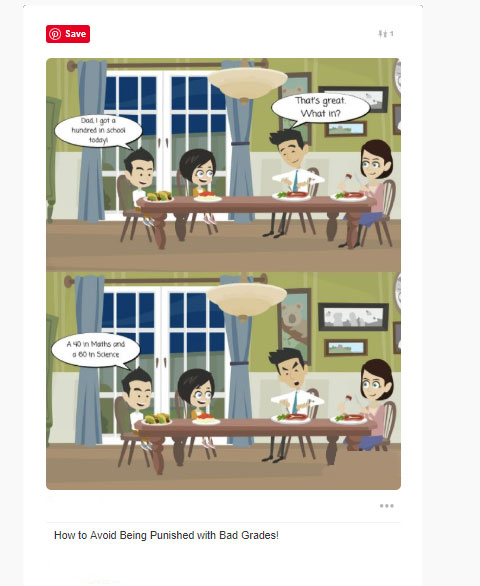 Save
1
Dad, I got a
hundred in school
today!
That's great.
What in?
A 40 in Maths and
a 60 in Science
How to Avoid Being Punished with Bad Grades!